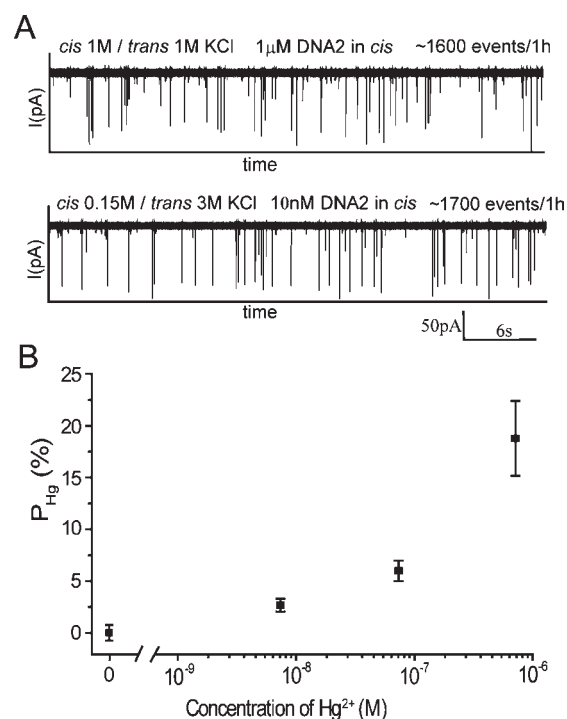 A
cis 1M / trans 1M KCl 1μM DNA2 in cis ~1600 events/1h
I(pA)
time
cis 0.15M / trans 3M KCl 10nM DNA2 in cis ~1700 events/1h
I(pA)
time
50pA 6s
B
25
20
15
10
5
0
P_Hg (%)
0 10⁻⁹ 10⁻⁸ 10⁻⁷ 10⁻⁶
Concentration of Hg²⁺ (M)